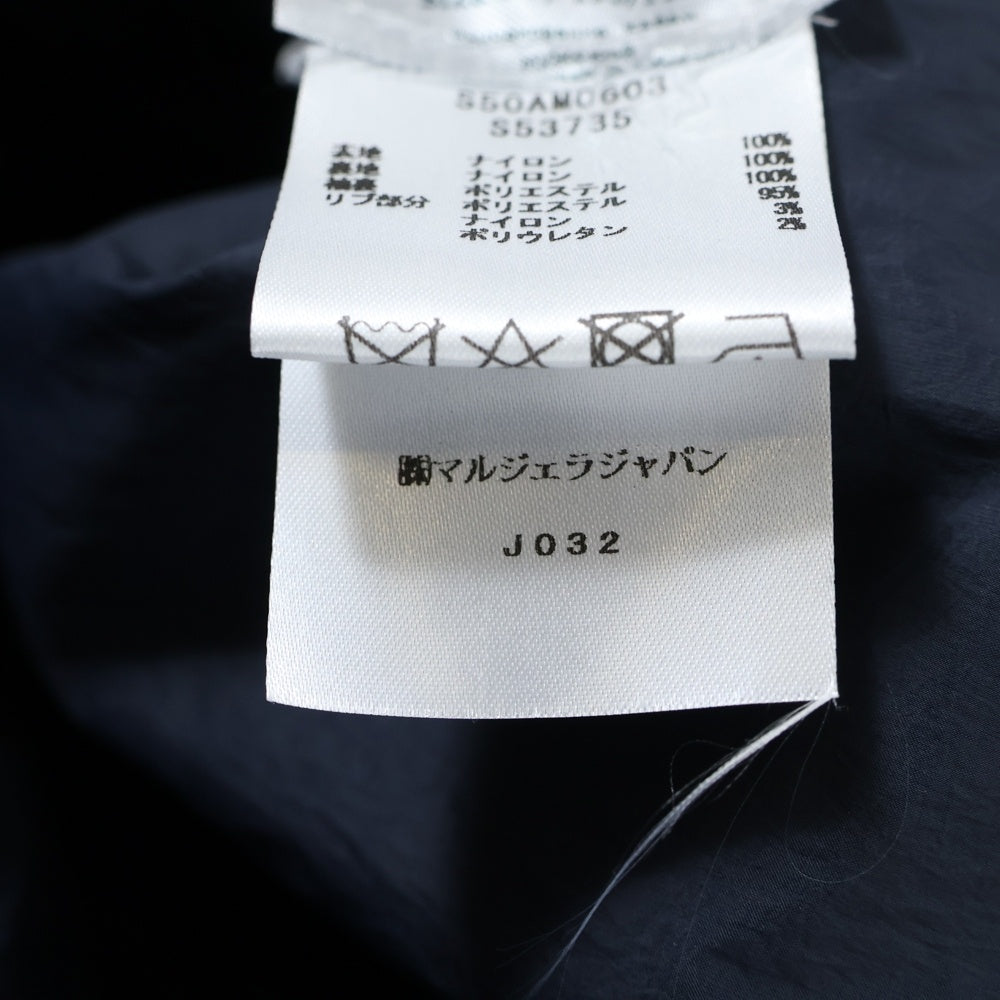 S50AM0603
S53735
表地 ナイロン 100%
裏地 ナイロン 100%
袖裏 ポリエステル 100%
リブ部分 ポリエステル 95%
ナイロン 3%
ポリウレタン 2%
㈱マルジェラジャパン
J032